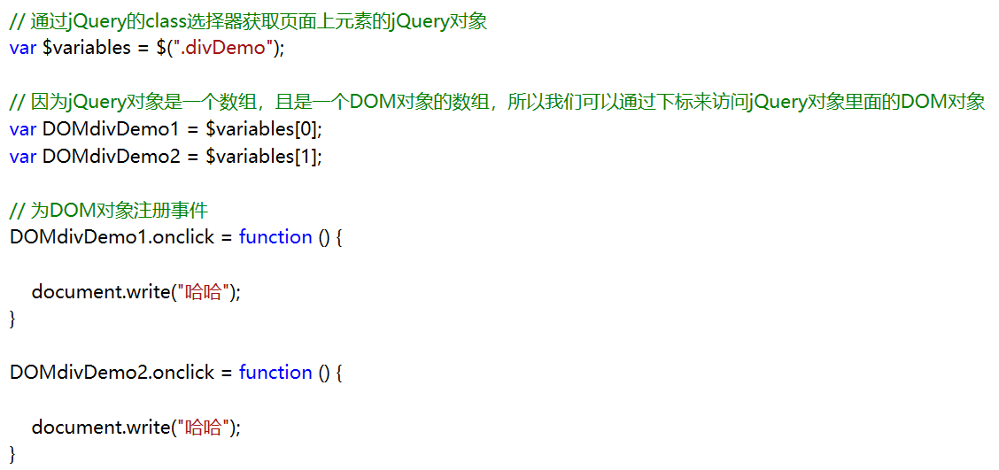 // 通过jQuery的class选择器获取页面上元素的jQuery对象
var $variables = $(".divDemo");
// 因为jQuery对象是一个数组，且是一个DOM对象的数组，所以我们可以通过下标来访问jQuery对象里面的DOM对象
var DOMdivDemo1 = $variables[0];
var DOMdivDemo2 = $variables[1];
// 为DOM对象注册事件
DOMdivDemo1.onclick = function () {
document.write("哈哈");
}
DOMdivDemo2.onclick = function () {
document.write("哈哈");
}